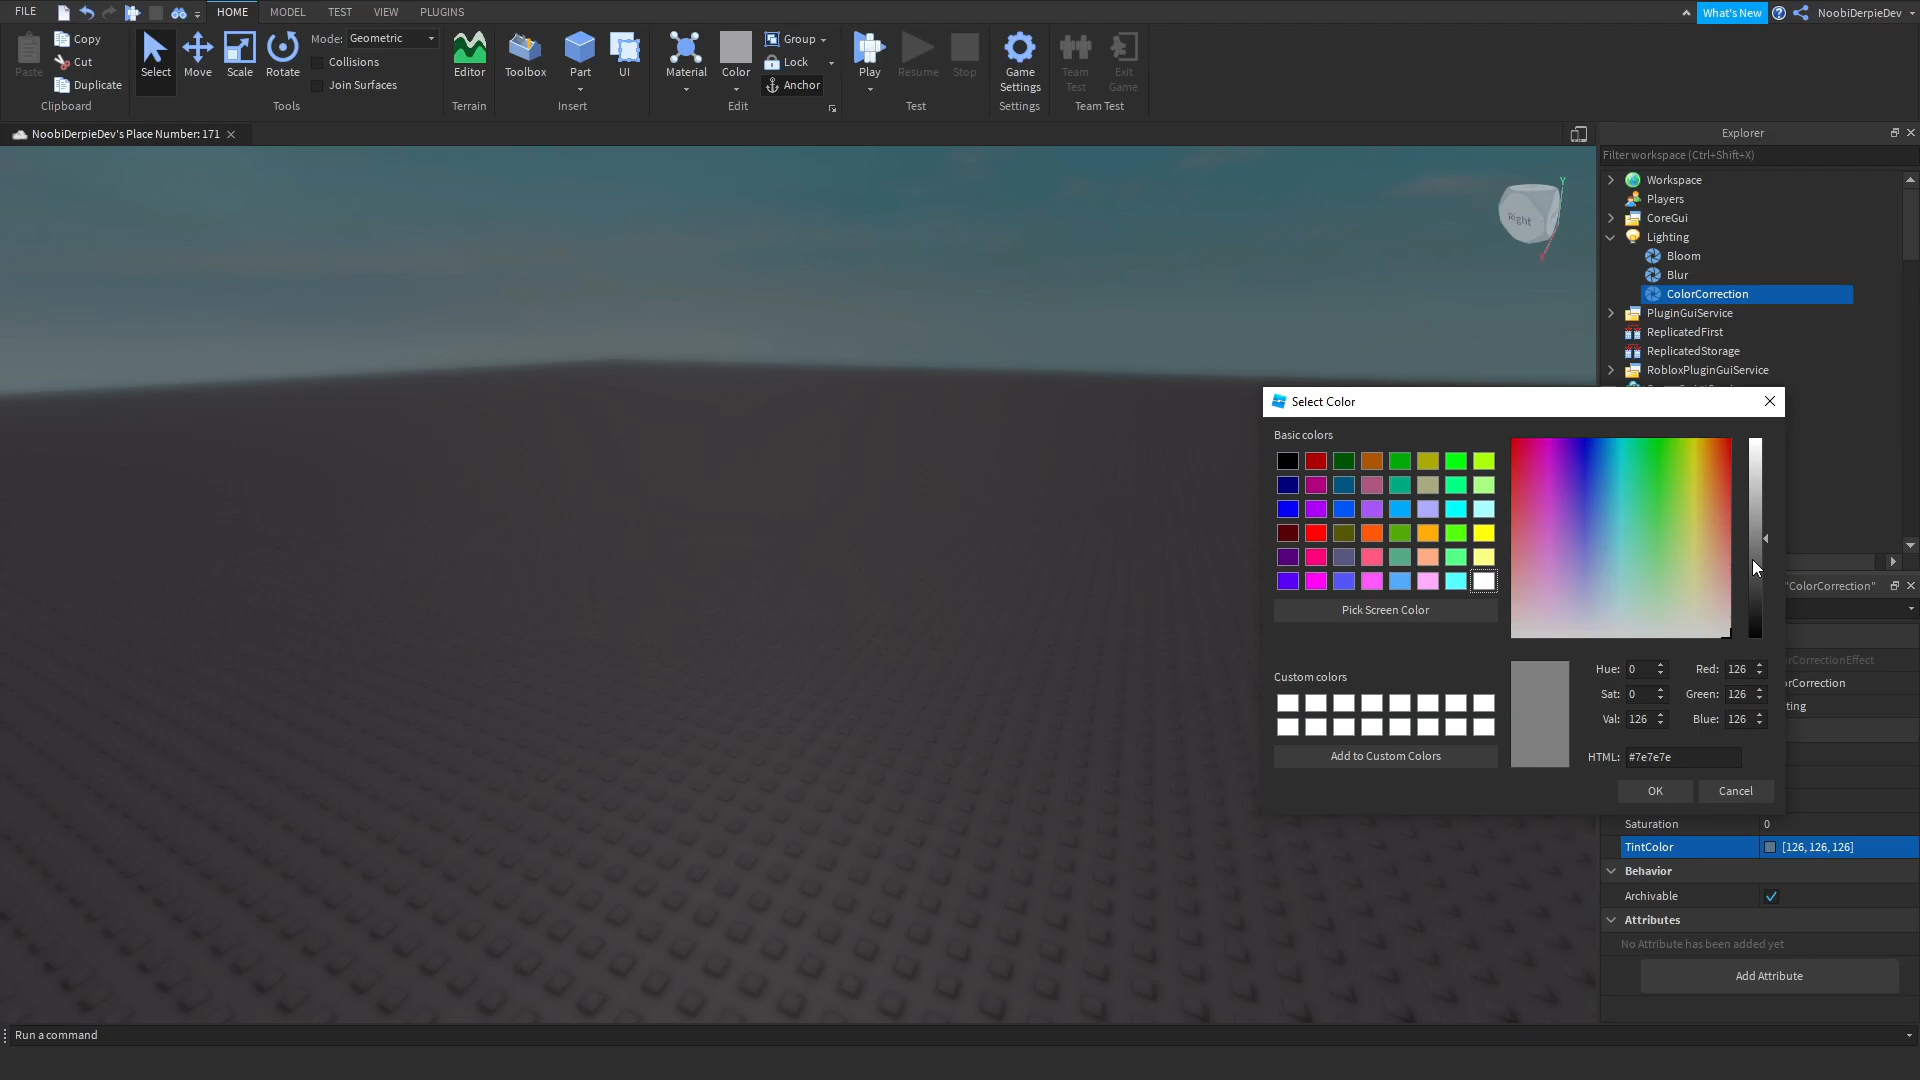 FILE HOME MODEL TEST VIEW PLUGINS What's New NoobiDerpieDev
Paste Copy Cut Duplicate Clipboard
Select Move Scale Rotate Mode: Geometric Collisions Join Surfaces Tools
Editor Terrain
Toolbox Part UI Insert
Material Color Group Lock Anchor Edit
Play Resume Stop Test
Game Settings Settings
Team Test Exit Game Team Test
NoobiDerpieDev's Place Number: 171
Right
Y
X
Explorer
Filter workspace (Ctrl+Shift+X)
Workspace
Players
CoreGui
Lighting
Bloom
Blur
ColorCorrection
PluginGuiService
ReplicatedFirst
ReplicatedStorage
RobloxPluginGuiService
Select Color
Basic colors
Pick Screen Color
Custom colors
Add to Custom Colors
Hue: 0 Red: 126
Sat: 0 Green: 126
Val: 126 Blue: 126
HTML: #7e7e7e
OK Cancel
"ColorCorrection"
rCorrectionEffect
rCorrection
ting
Saturation 0
TintColor [126, 126, 126]
Behavior
Archivable
Attributes
No Attribute has been added yet
Add Attribute
Run a command